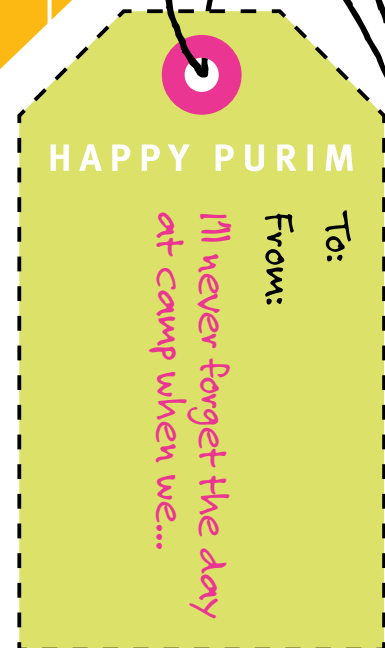 HAPPY PURIM
To:
From:
I'll never forget the day
at camp when we...